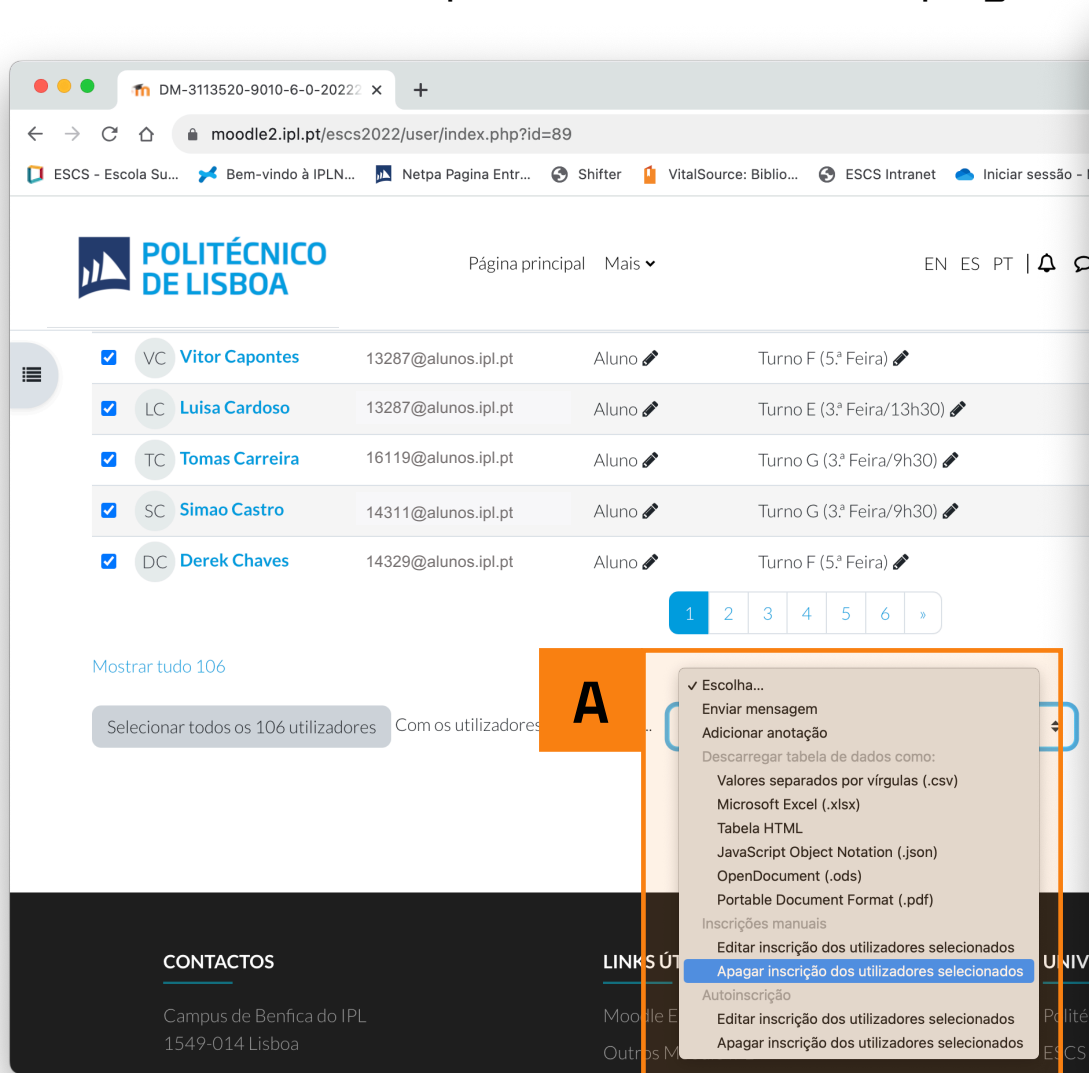 DM-3113520-9010-6-0-20222
moodle2.ipl.pt/escs2022/user/index.php?id=89
ESCS - Escola Su... Bem-vindo à IPLN... Netpa Pagina Entr... Shifter VitalSource: Biblio... ESCS Intranet Iniciar sessão -
POLITÉCNICO
DE LISBOA
Página principal Mais EN ES PT
VC Vitor Capontes 13287@alunos.ipl.pt Aluno Turno F (5.ª Feira)
LC Luisa Cardoso 13287@alunos.ipl.pt Aluno Turno E (3.ª Feira/13h30)
TC Tomas Carreira 16119@alunos.ipl.pt Aluno Turno G (3.ª Feira/9h30)
SC Simao Castro 14311@alunos.ipl.pt Aluno Turno G (3.ª Feira/9h30)
DC Derek Chaves 14329@alunos.ipl.pt Aluno Turno F (5.ª Feira)
1 2 3 4 5 6 »
Mostrar tudo 106
Selecionar todos os 106 utilizadores Com os utilizadores ..
A
✓ Escolha...
Enviar mensagem
Adicionar anotação
Descarregar tabela de dados como:
Valores separados por vírgulas (.csv)
Microsoft Excel (.xlsx)
Tabela HTML
JavaScript Object Notation (.json)
OpenDocument (.ods)
Portable Document Format (.pdf)
Inscrições manuais
Editar inscrição dos utilizadores selecionados
Apagar inscrição dos utilizadores selecionados
Autoinscrição
Editar inscrição dos utilizadores selecionados
Apagar inscrição dos utilizadores selecionados
CONTACTOS
Campus de Benfica do IPL
1549-014 Lisboa
LINKS ÚT
Moodle E
Outros M
UNIV
Polité
ESCS